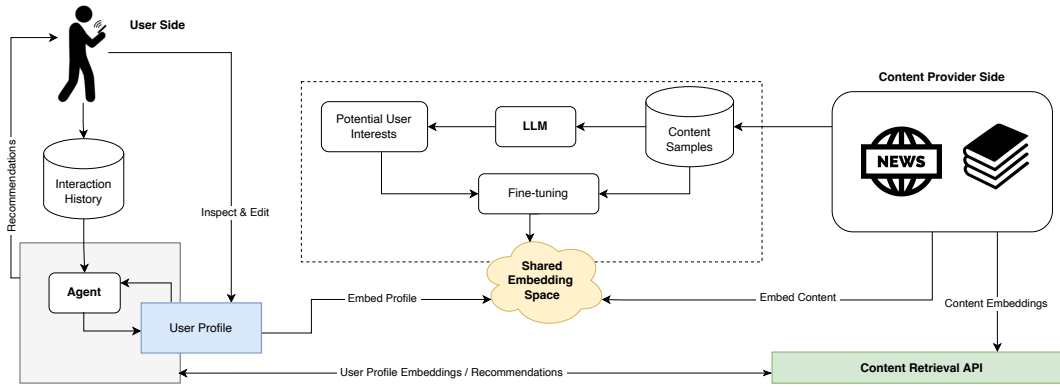 User Side
Content Provider Side
Potential User
Interests
LLM
Content
Samples
NEWS
Recommendations
Interaction
History
Fine-tuning
Inspect & Edit
Shared
Embedding
Space
Agent
Embed Profile
Embed Content
Content Embeddings
User Profile
User Profile Embeddings / Recommendations
Content Retrieval API